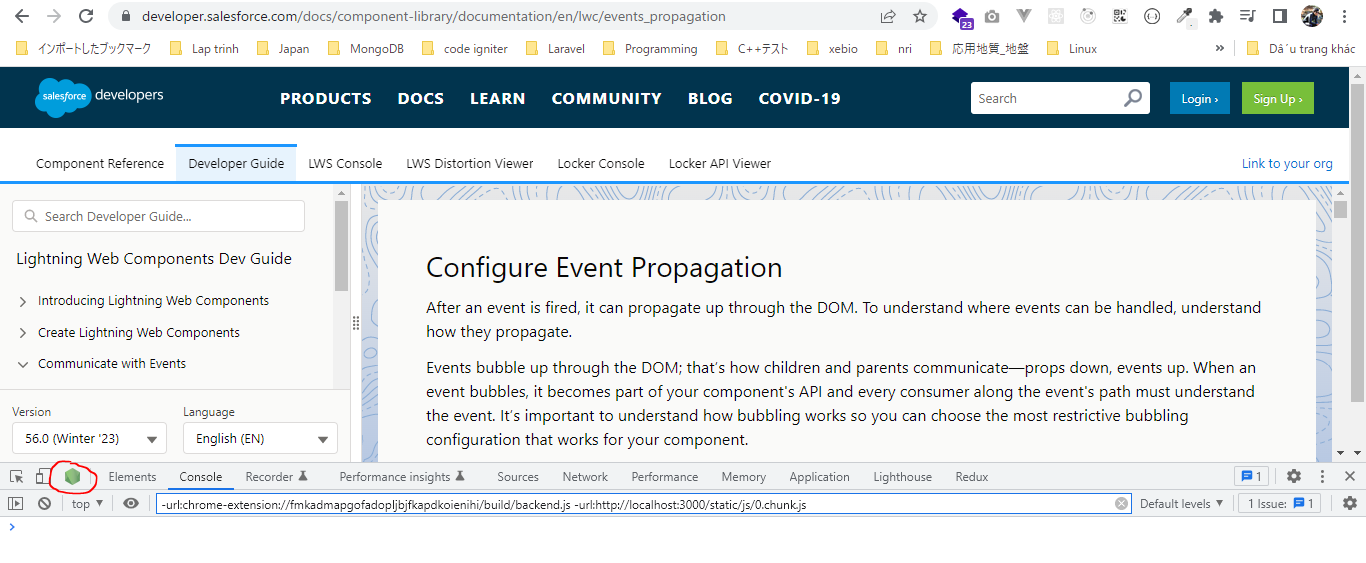 developer.salesforce.com/docs/component-library/documentation/en/lwc/events_propagation
23
インポートしたブックマーク Lap trinh Japan MongoDB code igniter Laravel Programming C++テスト xebio nri 応用地質_地盤 Linux » Dấu trang khác
salesforce developers PRODUCTS DOCS LEARN COMMUNITY BLOG COVID-19 Search Login › Sign Up ›
Component Reference Developer Guide LWS Console LWS Distortion Viewer Locker Console Locker API Viewer Link to your org
Search Developer Guide...
Lightning Web Components Dev Guide
Introducing Lightning Web Components
Create Lightning Web Components
Communicate with Events
Version Language
56.0 (Winter '23) English (EN)
Configure Event Propagation
After an event is fired, it can propagate up through the DOM. To understand where events can be handled, understand
how they propagate.
Events bubble up through the DOM; that's how children and parents communicate—props down, events up. When an
event bubbles, it becomes part of your component's API and every consumer along the event's path must understand
the event. It's important to understand how bubbling works so you can choose the most restrictive bubbling
configuration that works for your component.
Elements Console Recorder Performance insights Sources Network Performance Memory Application Lighthouse Redux 1
top -url:chrome-extension://fmkadmapgofadopljbjfkapdkoienihi/build/backend.js -url:http://localhost:3000/static/js/0.chunk.js Default levels 1 Issue: 1